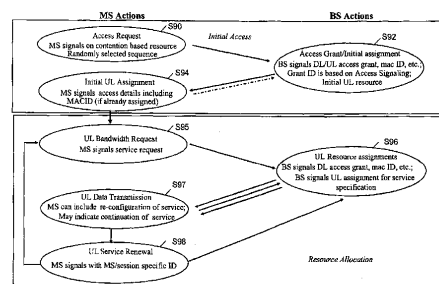 MS Actions
BS Actions
S90
Access Request
MS signals on contention based resource
Randomly selected sequence
Initial Access
S92
Access Grant/Initial assignment
BS signals DL/UL access grant, mac ID, etc.;
Grant ID is based on Access Signaling;
Initial UL resource
S94
Initial UL Assignment
MS signals access details including
MACID (if already assigned)
S95
UL Bandwidth Request
MS signals service request
S96
UL Resource assignments
BS signals DL access grant, mac ID, etc.;
BS signals UL assignment for service
specification
S97
UL Data Transmission
MS can include re-configuration of service;
May indicate continuation of service
S98
UL Service Renewal
MS signals with MS/session specific ID
Resource Allocation